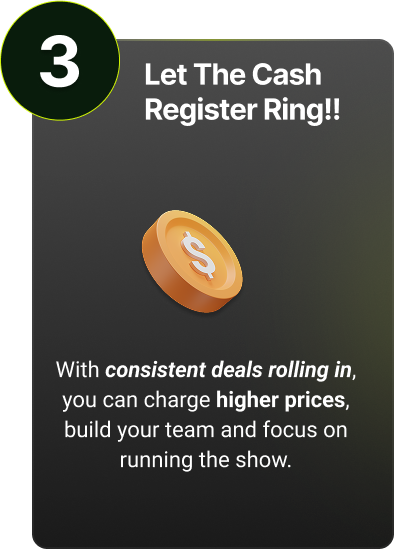 3
Let The Cash
Register Ring!!
$
With consistent deals rolling in,
you can charge higher prices,
build your team and focus on
running the show.